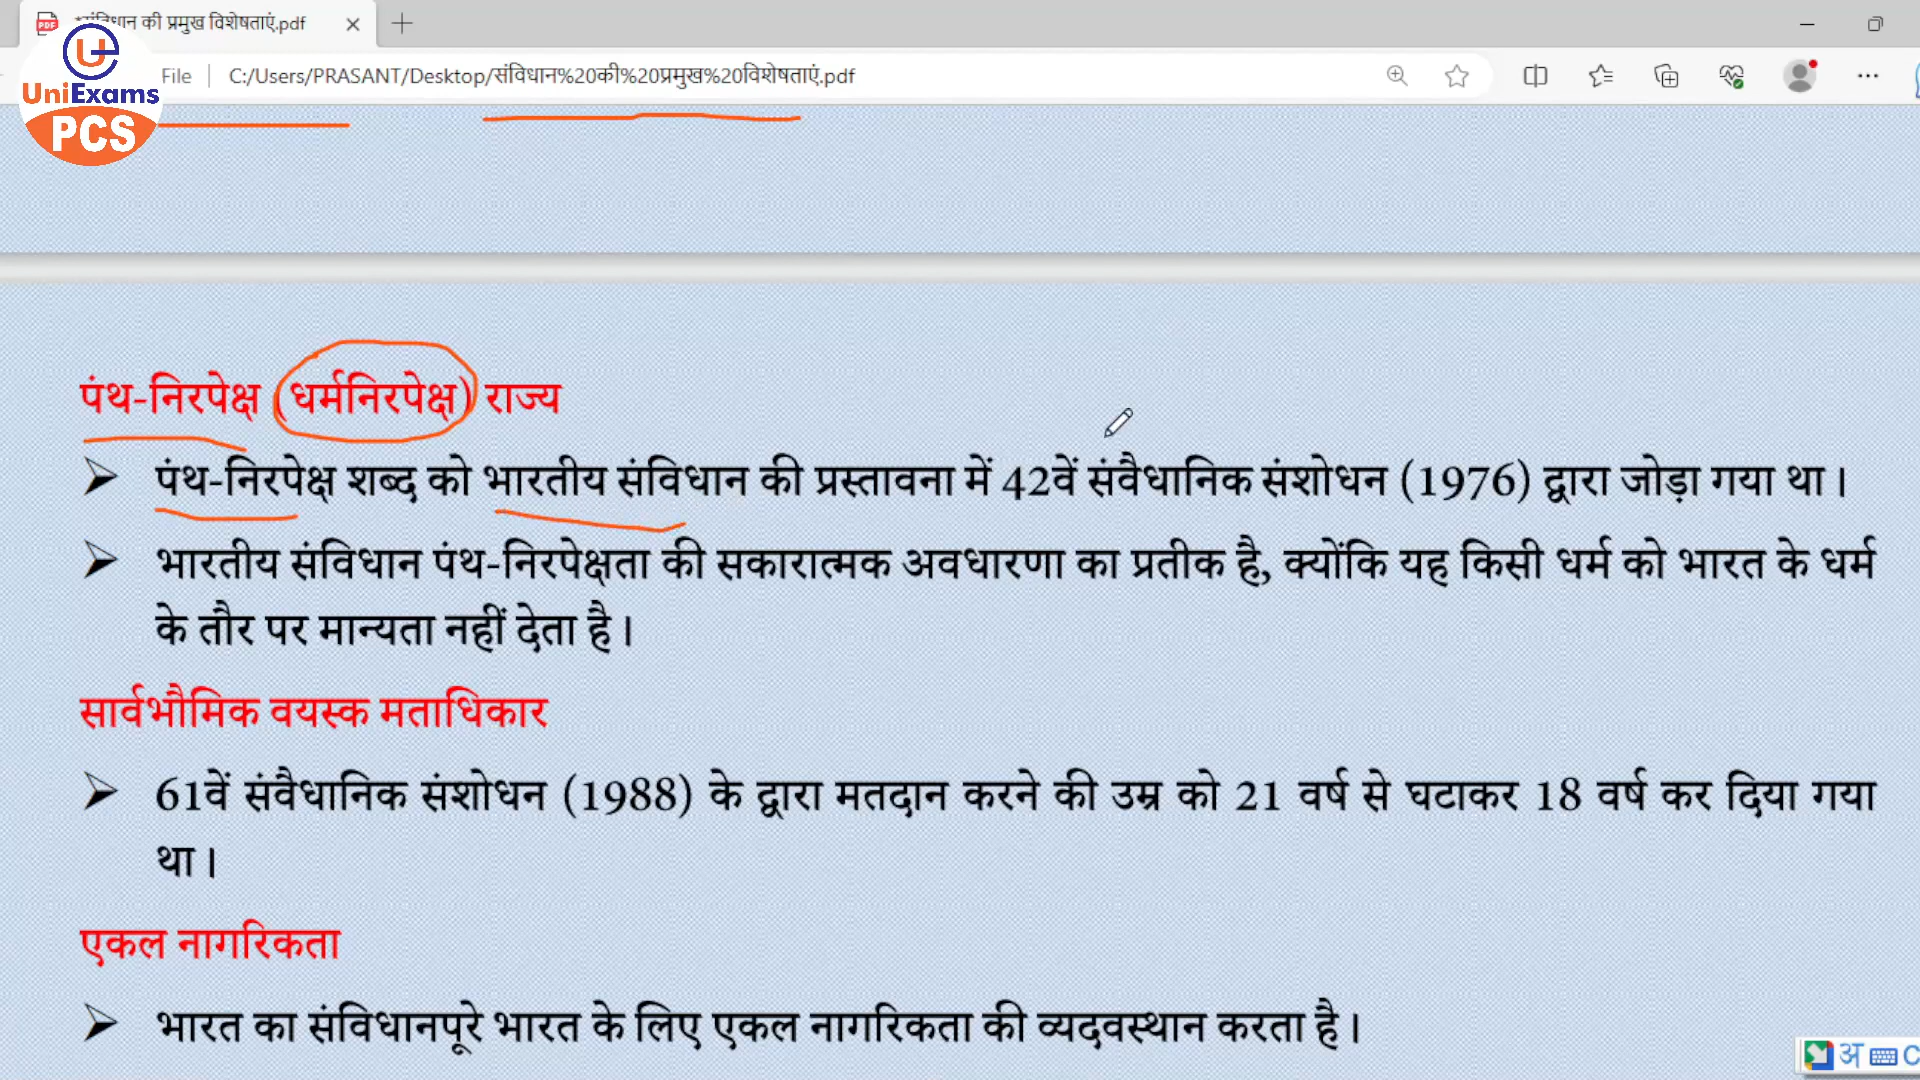 संविधान की प्रमुख विशेषताएं.pdf
UniExams
PCS
File
C:/Users/PRASANT/Desktop/संविधान%20की%20प्रमुख%20विशेषताएं.pdf
पंथ-निरपेक्ष (धर्मनिरपेक्ष) राज्य
➢ पंथ-निरपेक्ष शब्द को भारतीय संविधान की प्रस्तावना में 42वें संवैधानिक संशोधन (1976) द्वारा जोड़ा गया था।
➢ भारतीय संविधान पंथ-निरपेक्षता की सकारात्मक अवधारणा का प्रतीक है, क्योंकि यह किसी धर्म को भारत के धर्म
के तौर पर मान्यता नहीं देता है।
सार्वभौमिक वयस्क मताधिकार
➢ 61वें संवैधानिक संशोधन (1988) के द्वारा मतदान करने की उम्र को 21 वर्ष से घटाकर 18 वर्ष कर दिया गया
था।
एकल नागरिकता
➢ भारत का संविधानपूरे भारत के लिए एकल नागरिकता की व्यदवस्थान करता है।
अ